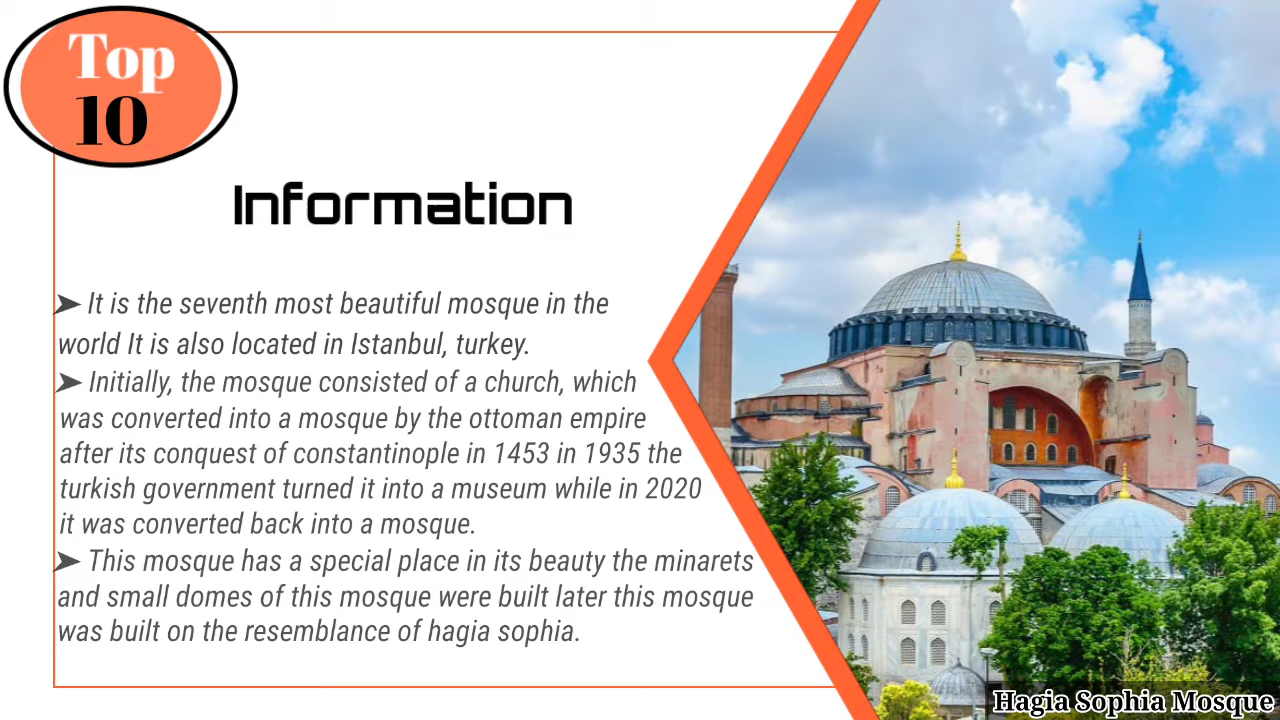 Top
10
Information
➤ It is the seventh most beautiful mosque in the
world It is also located in Istanbul, turkey.
➤ Initially, the mosque consisted of a church, which
was converted into a mosque by the ottoman empire
after its conquest of constantinople in 1453 in 1935 the
turkish government turned it into a museum while in 2020
it was converted back into a mosque.
➤ This mosque has a special place in its beauty the minarets
and small domes of this mosque were built later this mosque
was built on the resemblance of hagia sophia.
Hagia Sophia Mosque